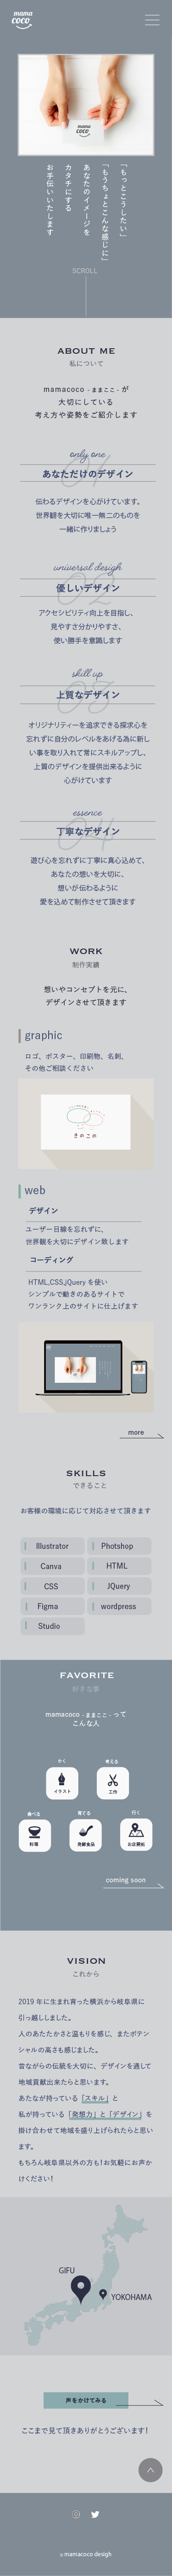 mama
coco
mama
coco
「もっとこうしたい」
「もうちょとこんな感じに」
あなたのイメージを
カタチにする
お手伝いいたします
SCROLL
ABOUT ME
私について
mamacoco - ままここ - が
大切にしている
考え方や姿勢をご紹介します
only one
01
あなただけのデザイン
伝わるデザインを心がけています。
世界観を大切に唯一無二のものを
一緒に作りましょう
uniuersal desigh
02
優しいデザイン
アクセシビリティ向上を目指し、
見やすさ分かりやすさ、
使い勝手を意識します
skill up
03
上質なデザイン
オリジナリティーを追求できる探求心を
忘れずに自分のレベルをあげる為に新し
い事を取り入れて常にスキルアップし、
上質のデザインを提供出来るように
心がけています
essence
04
丁寧なデザイン
遊び心を忘れずに丁寧に真心込めて、
あなたの想いを大切に、
想いが伝わるように
愛を込めて制作させて頂きます
WORK
制作実績
想いやコンセプトを元に、
デザインさせて頂きます
graphic
ロゴ、ポスター、印刷物、名刺、
その他ご相談ください
きのこの
web
デザイン
ユーザー目線を忘れずに、
世界観を大切にデザイン致します
コーディング
HTML,CSS,jQuery を使い
シンプルで動きのあるサイトで
ワンランク上のサイトに仕上げます
more
SKILLS
できること
お客様の環境に応じて対応させて頂きます
Illustrator
Photshop
Canva
HTML
CSS
JQuery
Figma
wordpress
Studio
FAVORITE
好きな事
mamacoco - ままここ - って
こんな人
かく
イラスト
考える
工作
食べる
料理
育てる
発酵食品
行く
お店開拓
coming soon
VISION
これから
2019 年に生まれ育った横浜から岐阜県に
引っ越ししました。
人のあたたかさと温もりを感じ、またポテン
シャルの高さも感じました。
昔ながらの伝統を大切に、デザインを通して
地域貢献出来たらと思います。
あたなが持っている「スキル」と
私が持っている「発想力」と「デザイン」を
掛け合わせて地域を盛り上げられたらと思い
ます。
もちろん岐阜県以外の方も！お気軽にお声か
けください！
GIFU
YOKOHAMA
声をかけてみる
ここまで見て頂きありがとうございます！
© mamacoco desigh